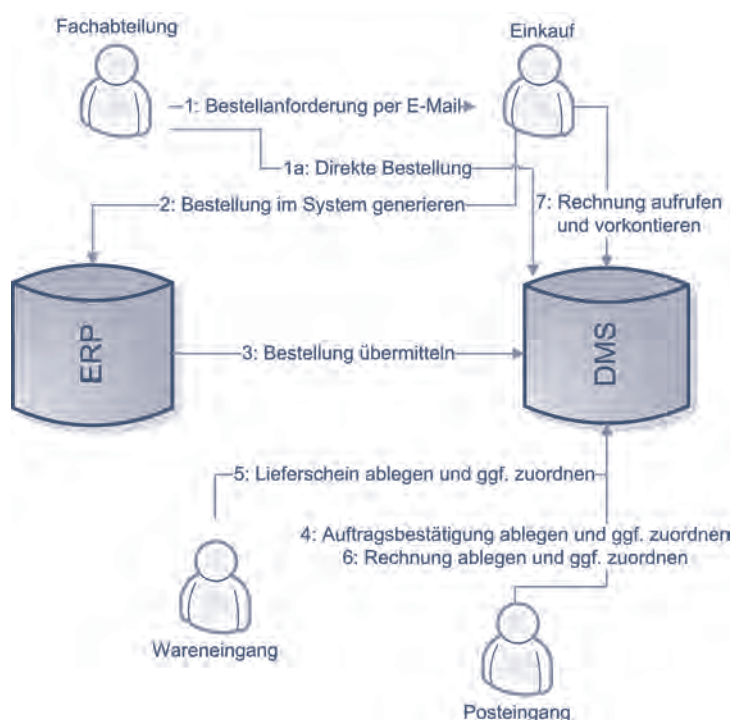 Fachabteilung
Einkauf
1: Bestellanforderung per E-Mail
1a: Direkte Bestellung
2: Bestellung im System generieren
7: Rechnung aufrufen
und vorkontieren
ERP
DMS
3: Bestellung übermitteln
5: Lieferschein ablegen und ggf. zuordnen
4: Auftragsbestätigung ablegen und ggf. zuordnen
6: Rechnung ablegen und ggf. zuordnen
Wareneingang
Posteingang